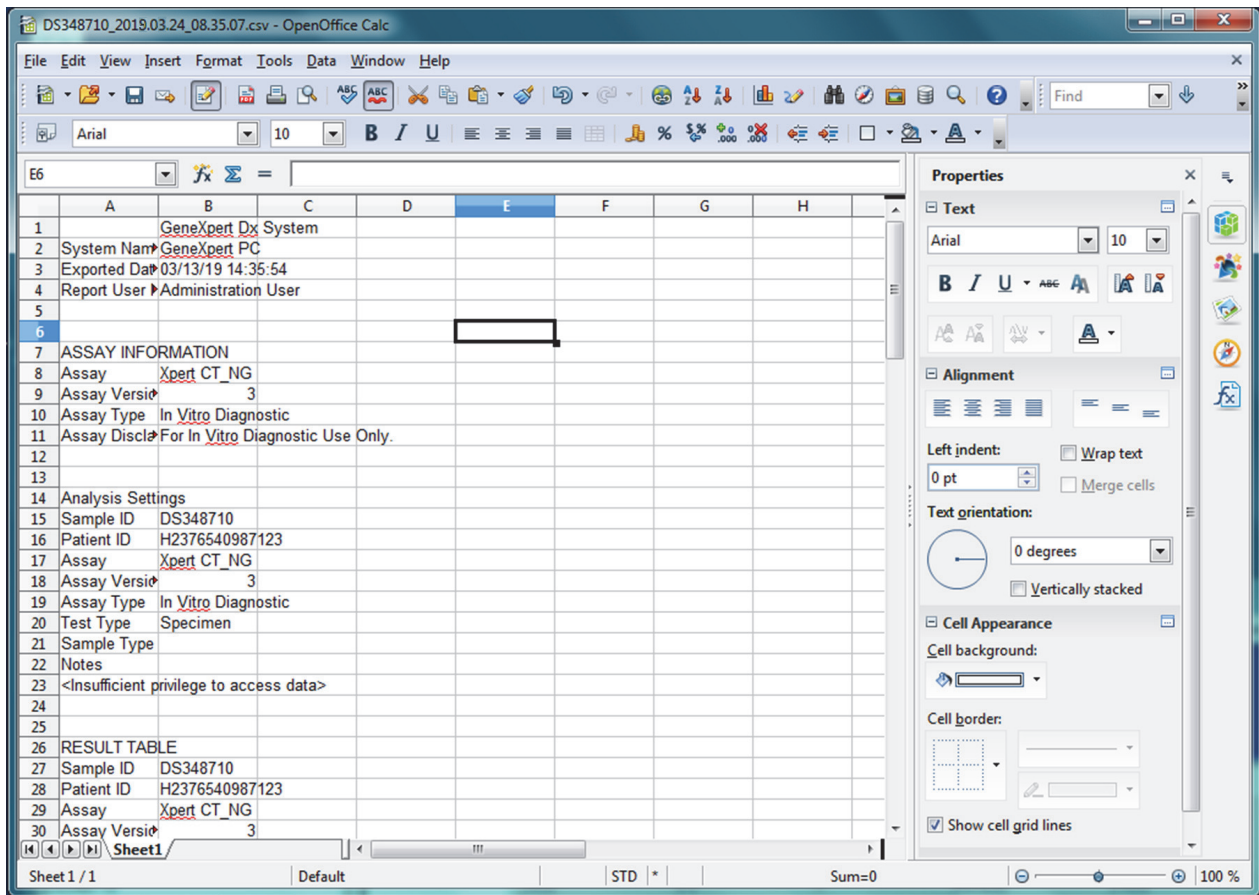 DS348710_2019.03.24_08.35.07.csv - OpenOffice Calc
File Edit View Insert Format Tools Data Window Help
ABC ABC Find
Arial 10 B I U
E6 fx Σ =
A B C D E F G H
1 GeneXpert Dx System
2 System Nam GeneXpert PC
3 Exported Dat 03/13/19 14:35:54
4 Report User Administration User
5
6
7 ASSAY INFORMATION
8 Assay Xpert CT_NG
9 Assay Versio 3
10 Assay Type In Vitro Diagnostic
11 Assay Discla For In Vitro Diagnostic Use Only.
12
13
14 Analysis Settings
15 Sample ID DS348710
16 Patient ID H2376540987123
17 Assay Xpert CT_NG
18 Assay Versio 3
19 Assay Type In Vitro Diagnostic
20 Test Type Specimen
21 Sample Type
22 Notes
23 <Insufficient privilege to access data>
24
25
26 RESULT TABLE
27 Sample ID DS348710
28 Patient ID H2376540987123
29 Assay Xpert CT_NG
30 Assay Versio 3
Sheet1
Sheet 1 / 1 Default STD * Sum=0 100 %
Properties
Text
Arial 10
B I U ABC
Alignment
Left indent: Wrap text
0 pt Merge cells
Text orientation:
0 degrees
Vertically stacked
Cell Appearance
Cell background:
Cell border:
Show cell grid lines